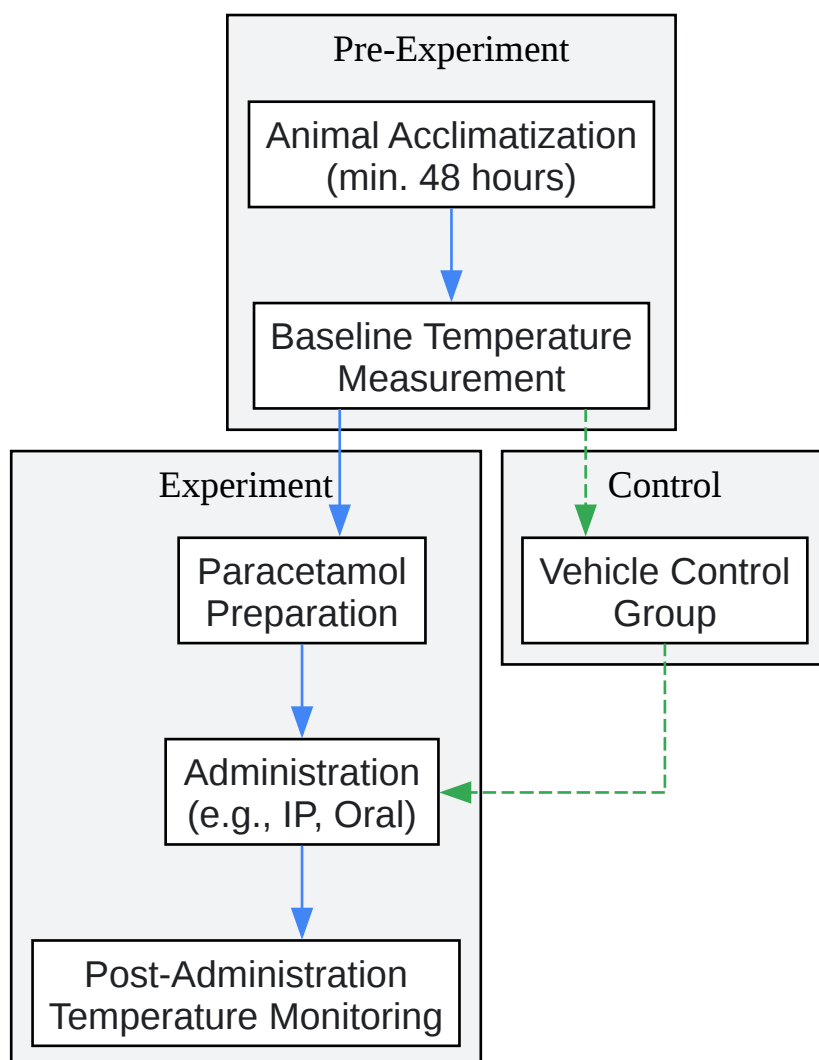 Pre-Experiment
Animal Acclimatization
(min. 48 hours)
Baseline Temperature
Measurement
Experiment
Paracetamol
Preparation
Administration
(e.g., IP, Oral)
Post-Administration
Temperature Monitoring
Control
Vehicle Control
Group